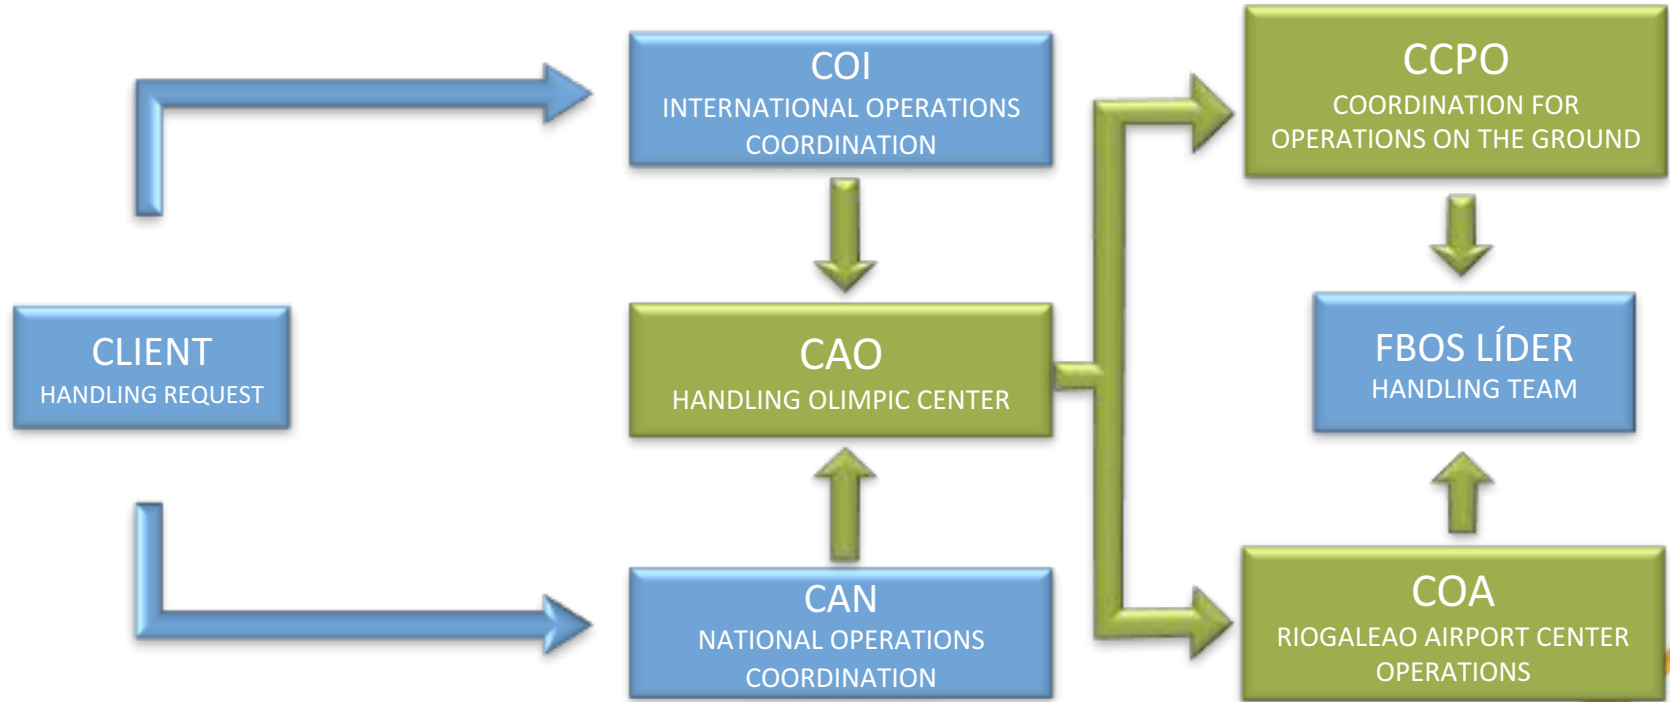 CLIENT
HANDLING REQUEST
COI
INTERNATIONAL OPERATIONS
COORDINATION
CAO
HANDLING OLIMPIC CENTER
CAN
NATIONAL OPERATIONS
COORDINATION
CCPO
COORDINATION FOR
OPERATIONS ON THE GROUND
FBOS LÍDER
HANDLING TEAM
COA
RIOGALEAO AIRPORT CENTER
OPERATIONS